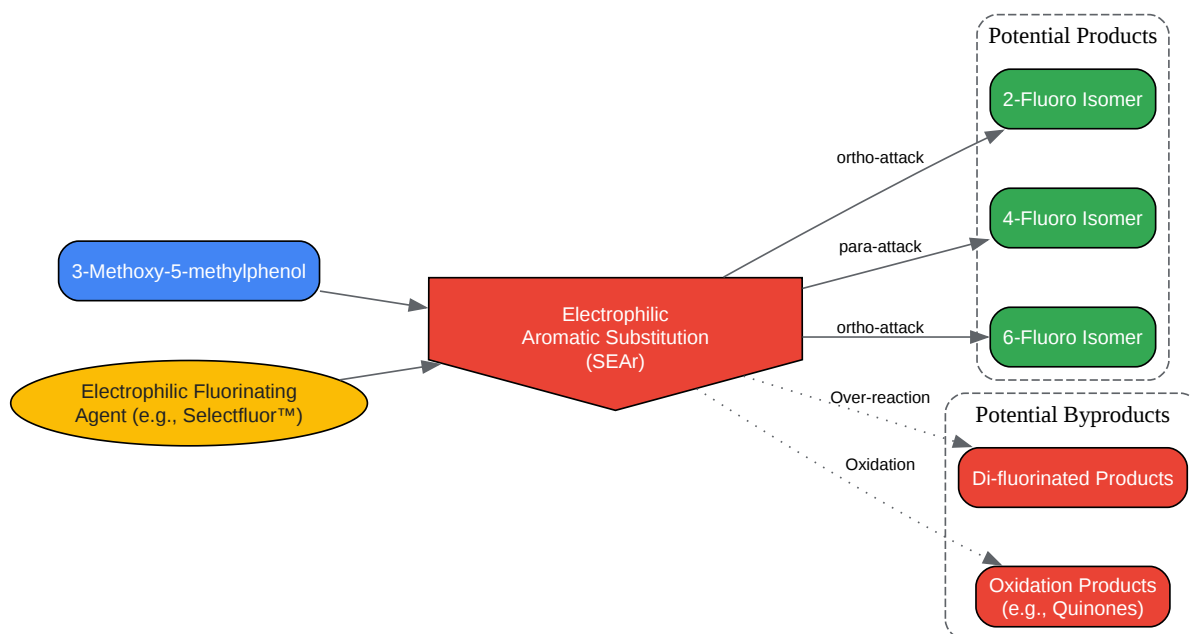 Potential Products
2-Fluoro Isomer
ortho-attack
4-Fluoro Isomer
para-attack
3-Methoxy-5-methylphenol
Electrophilic
Aromatic Substitution
(SEAr)
ortho-attack
6-Fluoro Isomer
Electrophilic Fluorinating
Agent (e.g., Selectfluor™)
Over-reaction
Potential Byproducts
Oxidation
Di-fluorinated Products
Oxidation Products
(e.g., Quinones)